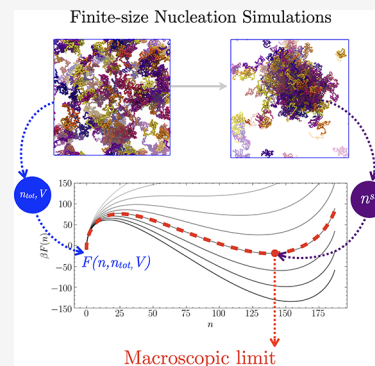 Finite-size Nucleation Simulations
n_tot, V
n^s
βF(n)
150
100
50
−50
−100
−150
F(n,n_tot,V)
0
25
50
75
100
125
150
175
n
Macroscopic limit